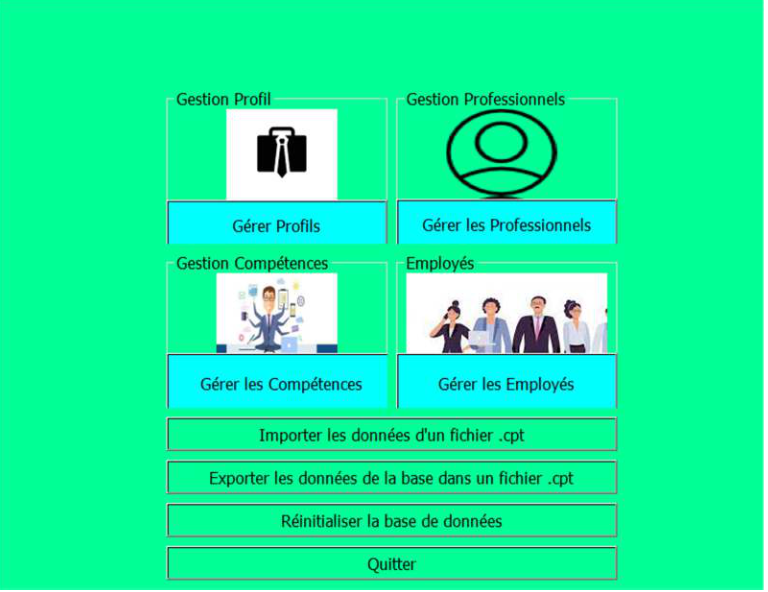 Gestion Profil
Gestion Professionnels
Gérer Profils
Gérer les Professionnels
Gestion Compétences
Employés
Gérer les Compétences
Gérer les Employés
Importer les données d'un fichier .cpt
Exporter les données de la base dans un fichier .cpt
Réinitialiser la base de données
Quitter